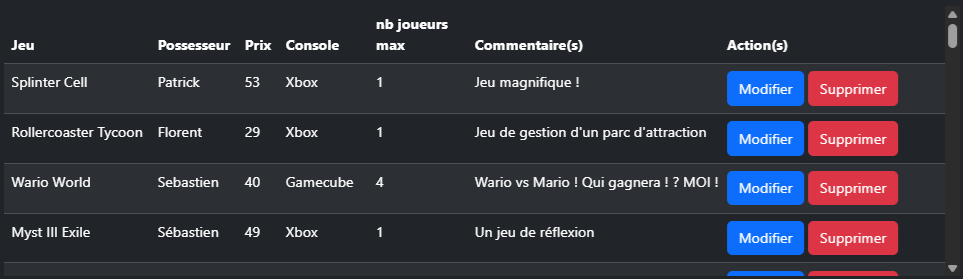 Jeu Possesseur Prix Console nb joueurs max Commentaire(s) Action(s)
Splinter Cell Patrick 53 Xbox 1 Jeu magnifique ! Modifier Supprimer
Rollercoaster Tycoon Florent 29 Xbox 1 Jeu de gestion d'un parc d'attraction Modifier Supprimer
Wario World Sebastien 40 Gamecube 4 Wario vs Mario ! Qui gagnera ! ? MOI ! Modifier Supprimer
Myst III Exile Sébastien 49 Xbox 1 Un jeu de réflexion Modifier Supprimer